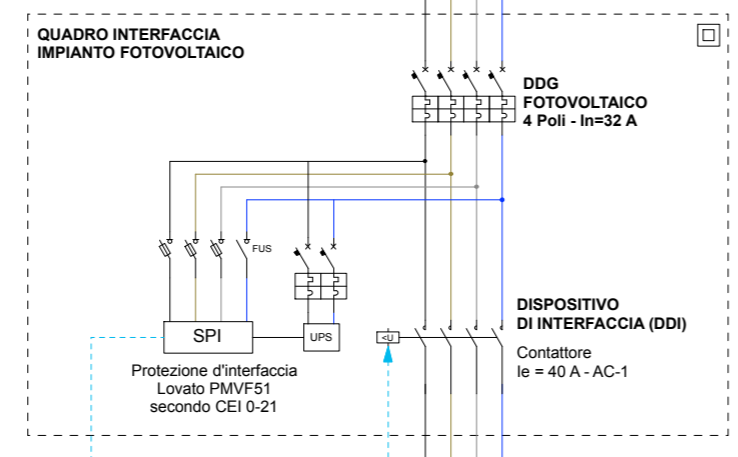 QUADRO INTERFACCIA
IMPIANTO FOTOVOLTAICO
DDG
FOTOVOLTAICO
4 Poli - In=32 A
FUS
SPI
UPS
<U
DISPOSITIVO
DI INTERFACCIA (DDI)
Contattore
Ie = 40 A - AC-1
Protezione d'interfaccia
Lovato PMVF51
secondo CEI 0-21